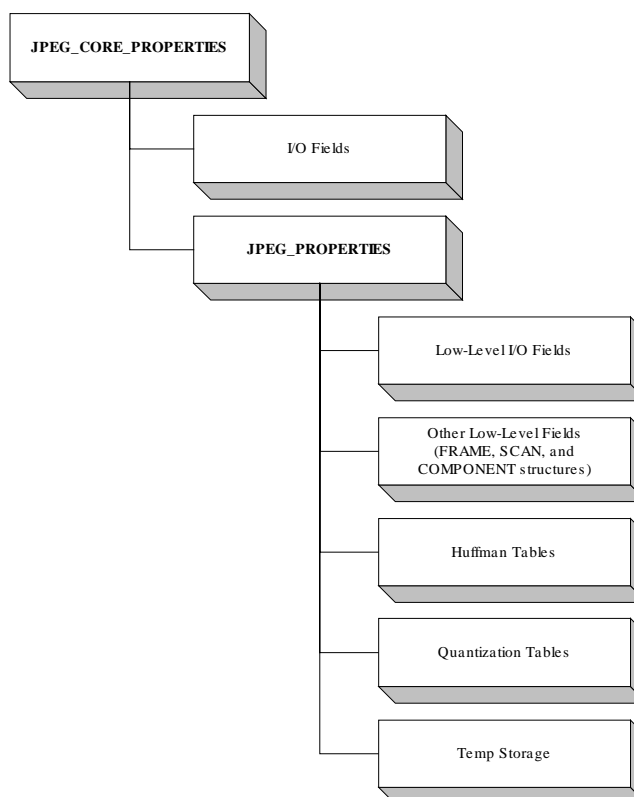 JPEG_CORE_PROPERTIES
I/O Fields
JPEG_PROPERTIES
Low-Level I/O Fields
Other Low-Level Fields
(FRAME, SCAN, and
COMPONENT structures)
Huffman Tables
Quantization Tables
Temp Storage